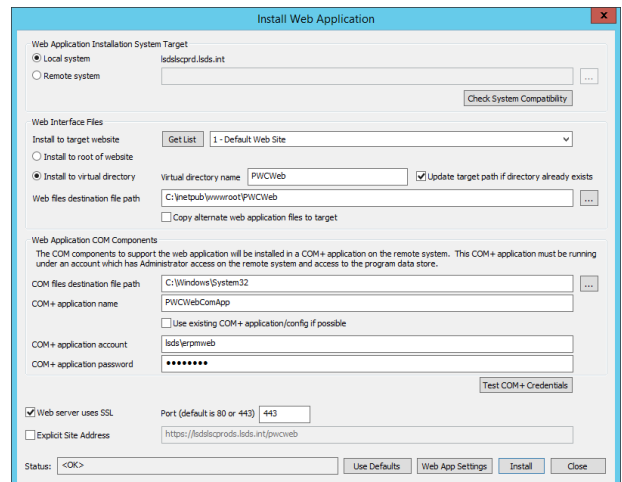 Install Web Application
x
Web Application Installation System Target
Local system lsdslscprd.lsds.int
Remote system ...
Check System Compatibility
Web Interface Files
Install to target website Get List 1 - Default Web Site
Install to root of website
Install to virtual directory Virtual directory name PWCWeb Update target path if directory already exists
Web files destination file path C:\inetpub\wwwroot\PWCWeb ...
Copy alternate web application files to target
Web Application COM Components
The COM components to support the web application will be installed in a COM+ application on the remote system. This COM+ application must be running
under an account which has Administrator access on the remote system and access to the program data store.
COM files destination file path C:\Windows\System32 ...
COM+ application name PWCWebComApp
Use existing COM+ application/config if possible
COM+ application account lsds\erpmweb
COM+ application password ••••••••
Test COM+ Credentials
Web server uses SSL Port (default is 80 or 443) 443
Explicit Site Address https://lsdslscprods.lsds.int/pwcweb
Status: <OK> Use Defaults Web App Settings Install Close